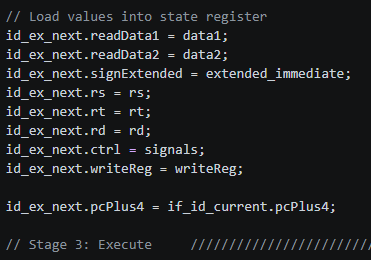 // Load values into state register
id_ex_next.readData1 = data1;
id_ex_next.readData2 = data2;
id_ex_next.signExtended = extended_immediate;
id_ex_next.rs = rs;
id_ex_next.rt = rt;
id_ex_next.rd = rd;
id_ex_next.ctrl = signals;
id_ex_next.writeReg = writeReg;
id_ex_next.pcPlus4 = if_id_current.pcPlus4;
// Stage 3: Execute     ////////////////////////